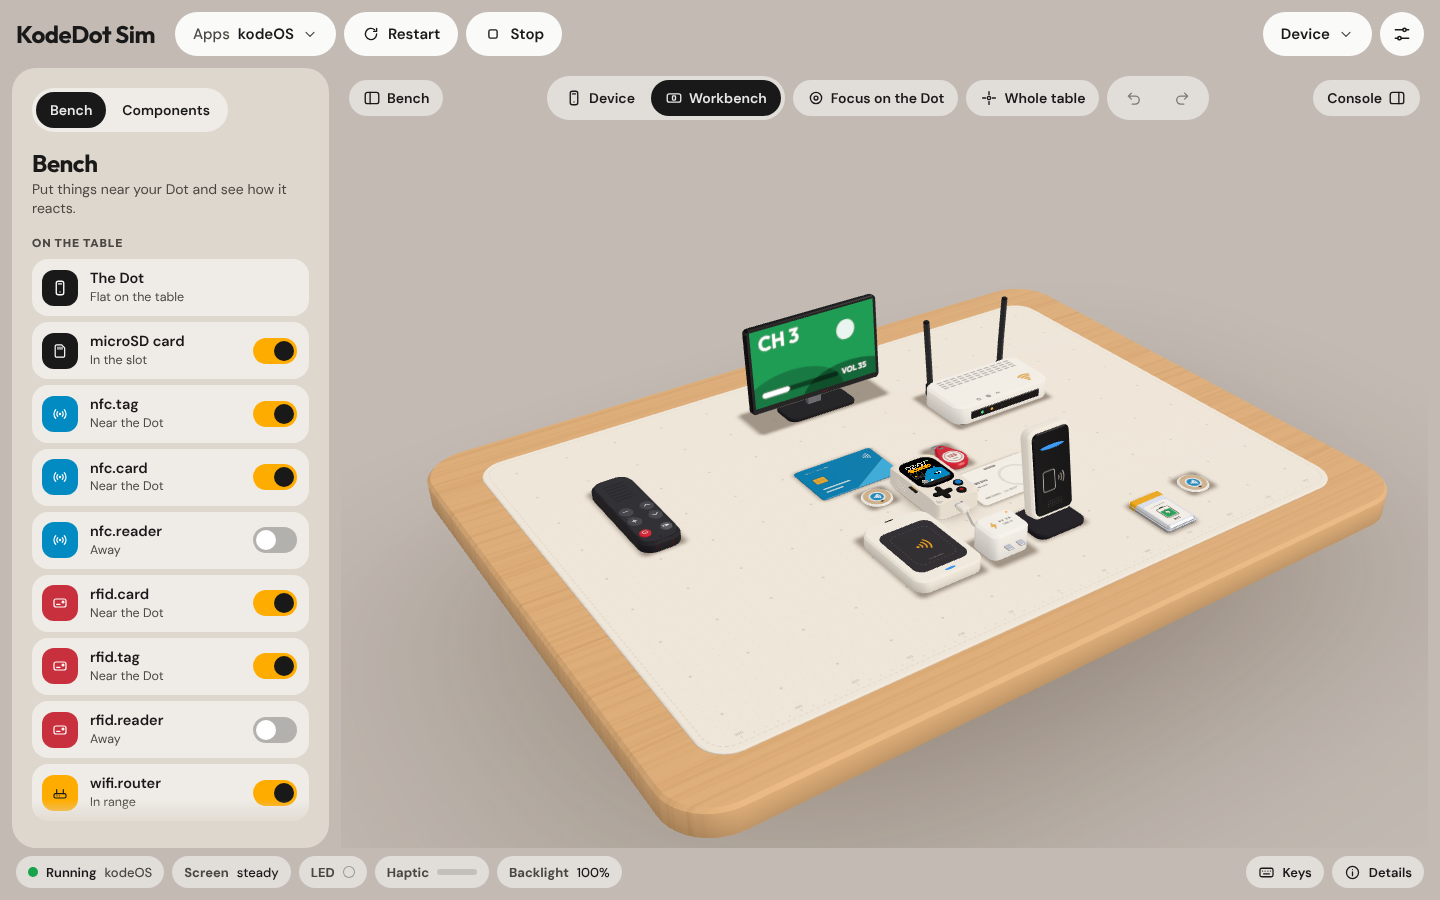 KodeDot Sim
Apps kodeOS
Restart
Stop
Device
Bench
Device
Workbench
Focus on the Dot
Whole table
Console
Bench
Components
Bench
Put things near your Dot and see how it
reacts.
ON THE TABLE
The Dot
Flat on the table
microSD card
In the slot
nfc.tag
Near the Dot
nfc.card
Near the Dot
nfc.reader
Away
rfid.card
Near the Dot
rfid.tag
Near the Dot
rfid.reader
Away
wifi.router
In range
CH 3
VOL 35
Running kodeOS
Screen steady
LED
Haptic
Backlight 100%
Keys
Details